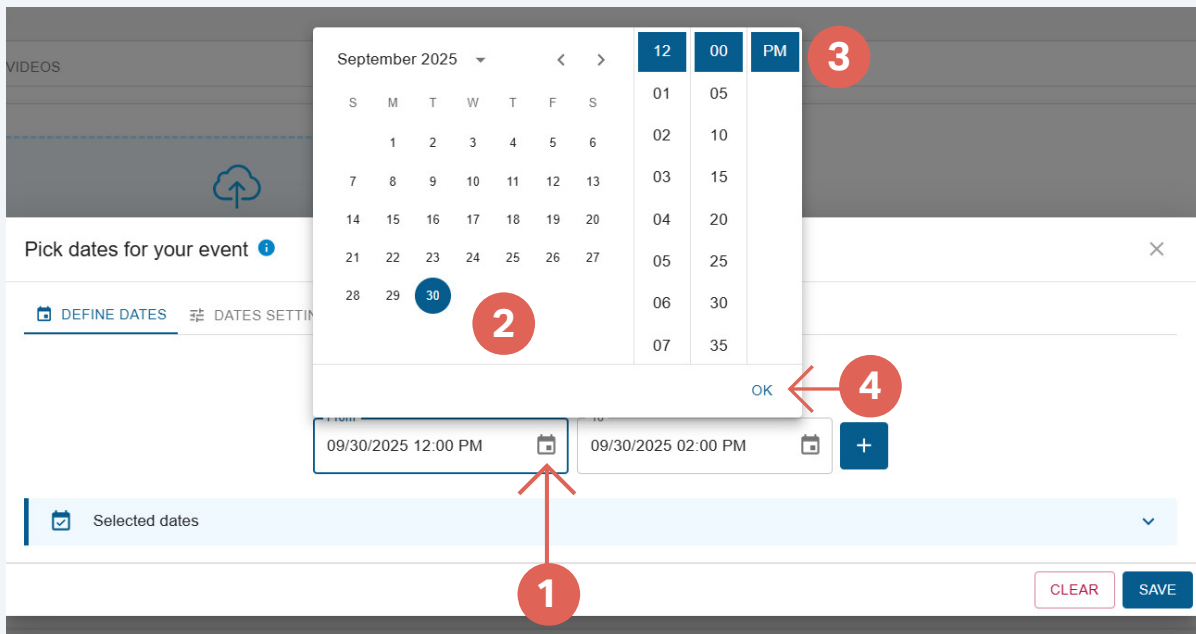 VIDEOS
September 2025
12 00 PM
3
S M T W T F S
01 05
1 2 3 4 5 6
02 10
7 8 9 10 11 12 13
03 15
14 15 16 17 18 19 20
04 20
21 22 23 24 25 26 27
05 25
28 29 30
06 30
07 35
2
OK
4
Pick dates for your event
DEFINE DATES
DATES SETTIN
From
To
09/30/2025 12:00 PM
09/30/2025 02:00 PM
+
Selected dates
1
CLEAR
SAVE